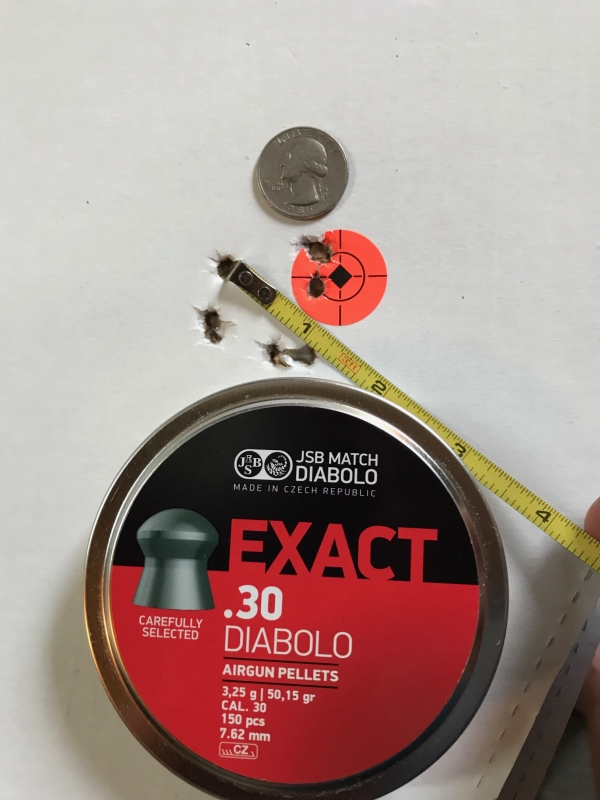 1
2
3
4
JSB
JSB MATCH
DIABOLO
MADE IN CZECH REPUBLIC
EXACT
.30
DIABOLO
CAREFULLY
SELECTED
AIRGUN PELLETS
3,25 g | 50,15 gr
CAL. 30
150 pcs
7.62 mm
CZ